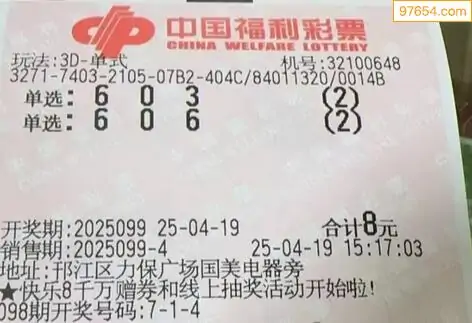 97654.com
中国福利彩票
CHINA WELFARE LOTTERY
玩法:3D-单式 机号:32100648
3271-7403-2105-07B2-404C/84011320/0014B
单选: 6 0 3 (2)
单选: 6 0 6 (2)
开奖期:2025099 25-04-19 合计8元
销售期:2025099-4 25-04-19 15:17:03
地址:邗江区力保广场国美电器旁
★快乐8千万赠券和线上抽奖活动开始啦!
098期开奖号码:7-1-4